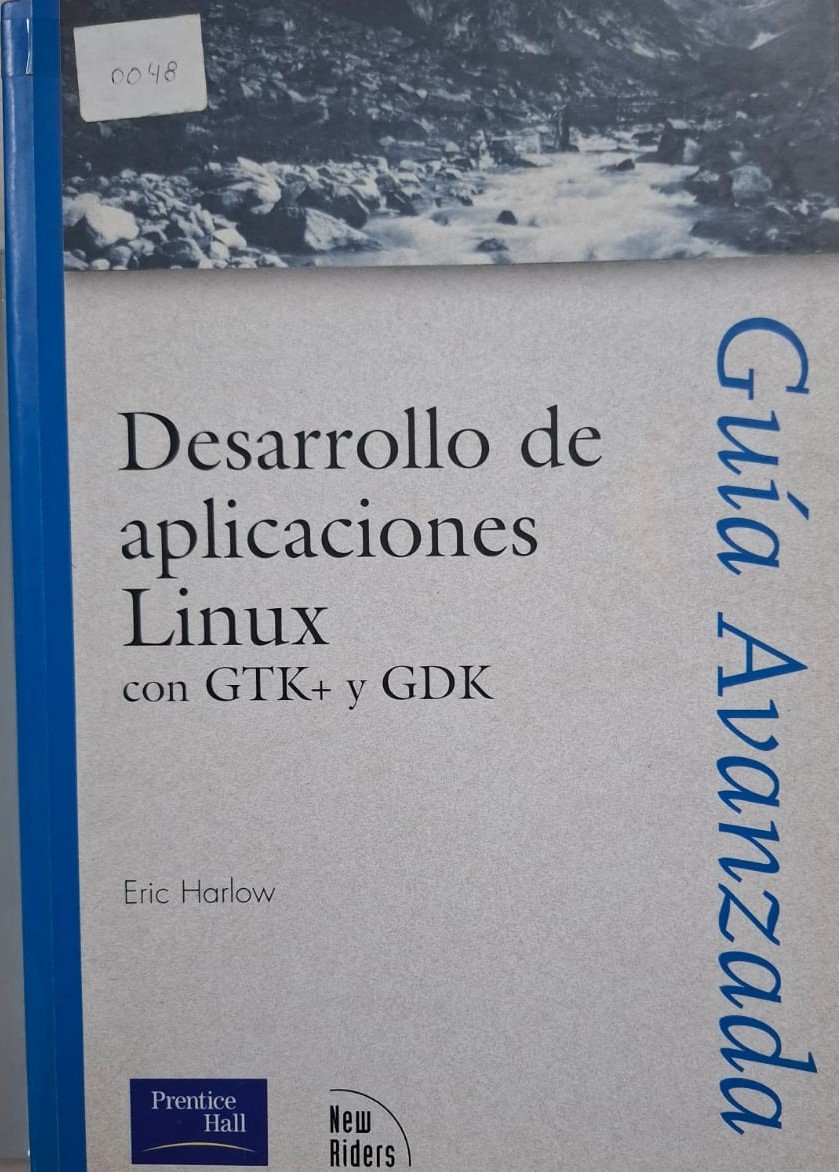 0048
Desarrollo de
aplicaciones
Linux
con GTK+ y GDK
Guía Avanzada
Eric Harlow
Prentice
Hall
New
Riders